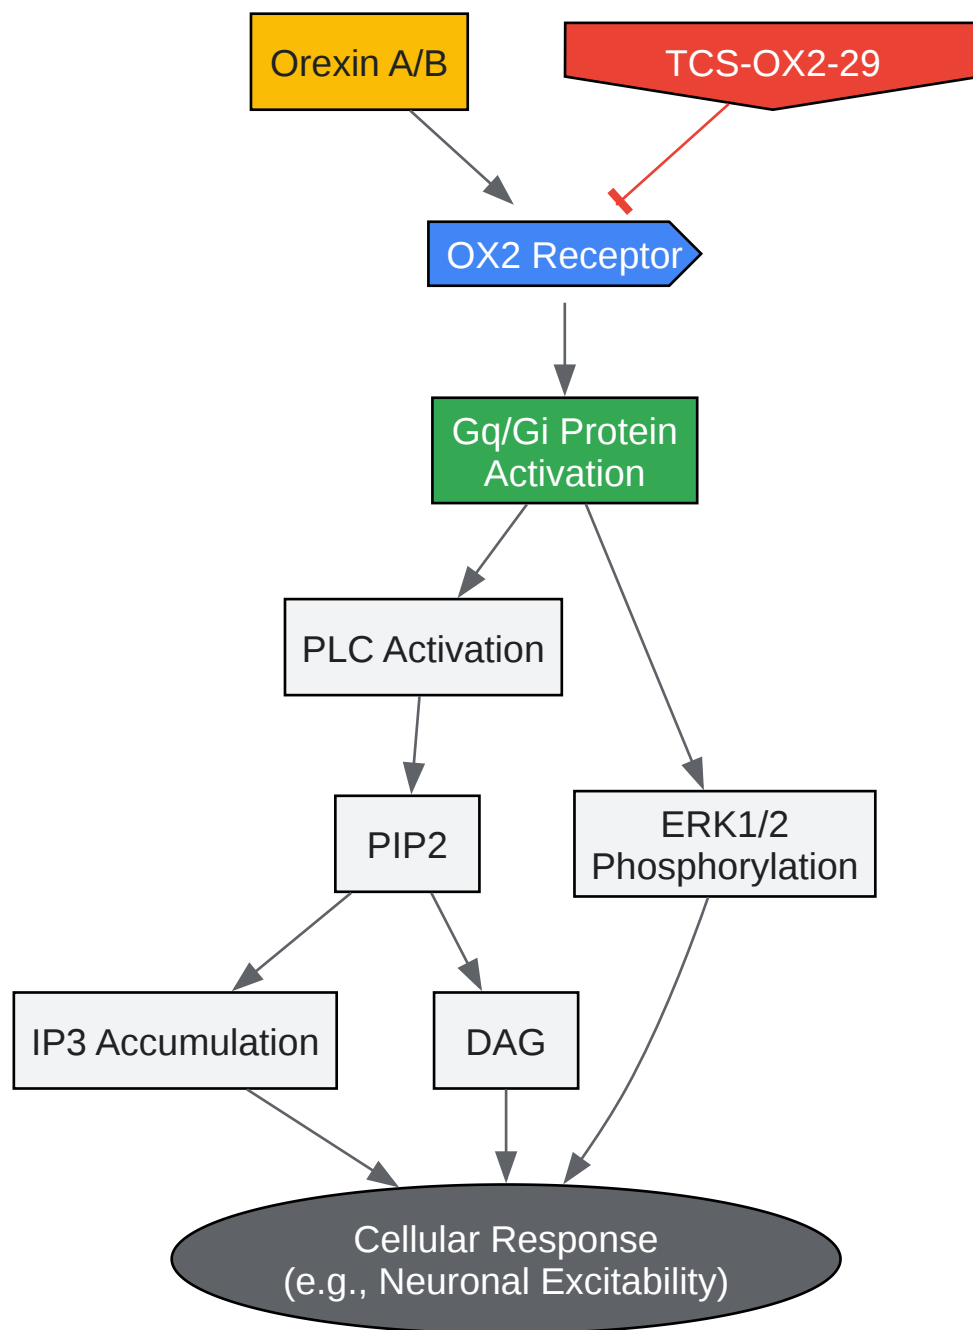 Orexin A/B
TCS-OX2-29
OX2 Receptor
Gq/Gi Protein
Activation
PLC Activation
PIP2
ERK1/2
Phosphorylation
IP3 Accumulation
DAG
Cellular Response
(e.g., Neuronal Excitability)